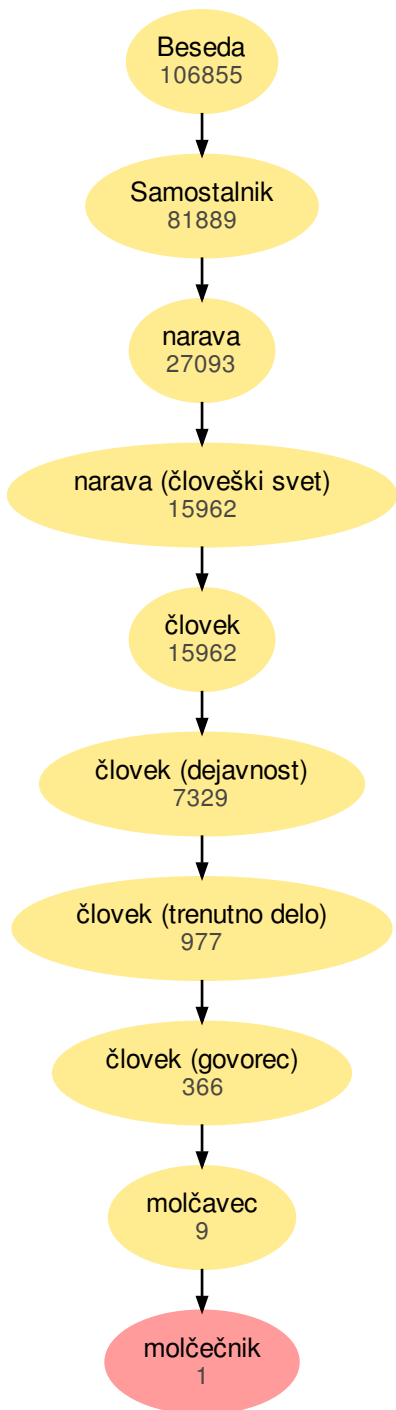 Beseda
106855
Samostalnik
81889
narava
27093
narava (človeški svet)
15962
človek
15962
človek (dejavnost)
7329
človek (trenutno delo)
977
človek (govorec)
366
molčavec
9
molčečnik
1